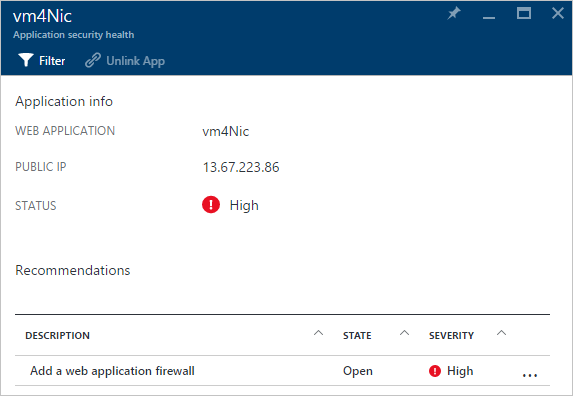 vm4Nic
Application security health
Filter Unlink App
Application info
WEB APPLICATION vm4Nic
PUBLIC IP 13.67.223.86
STATUS ! High
Recommendations
DESCRIPTION STATE SEVERITY
Add a web application firewall Open ! High ...